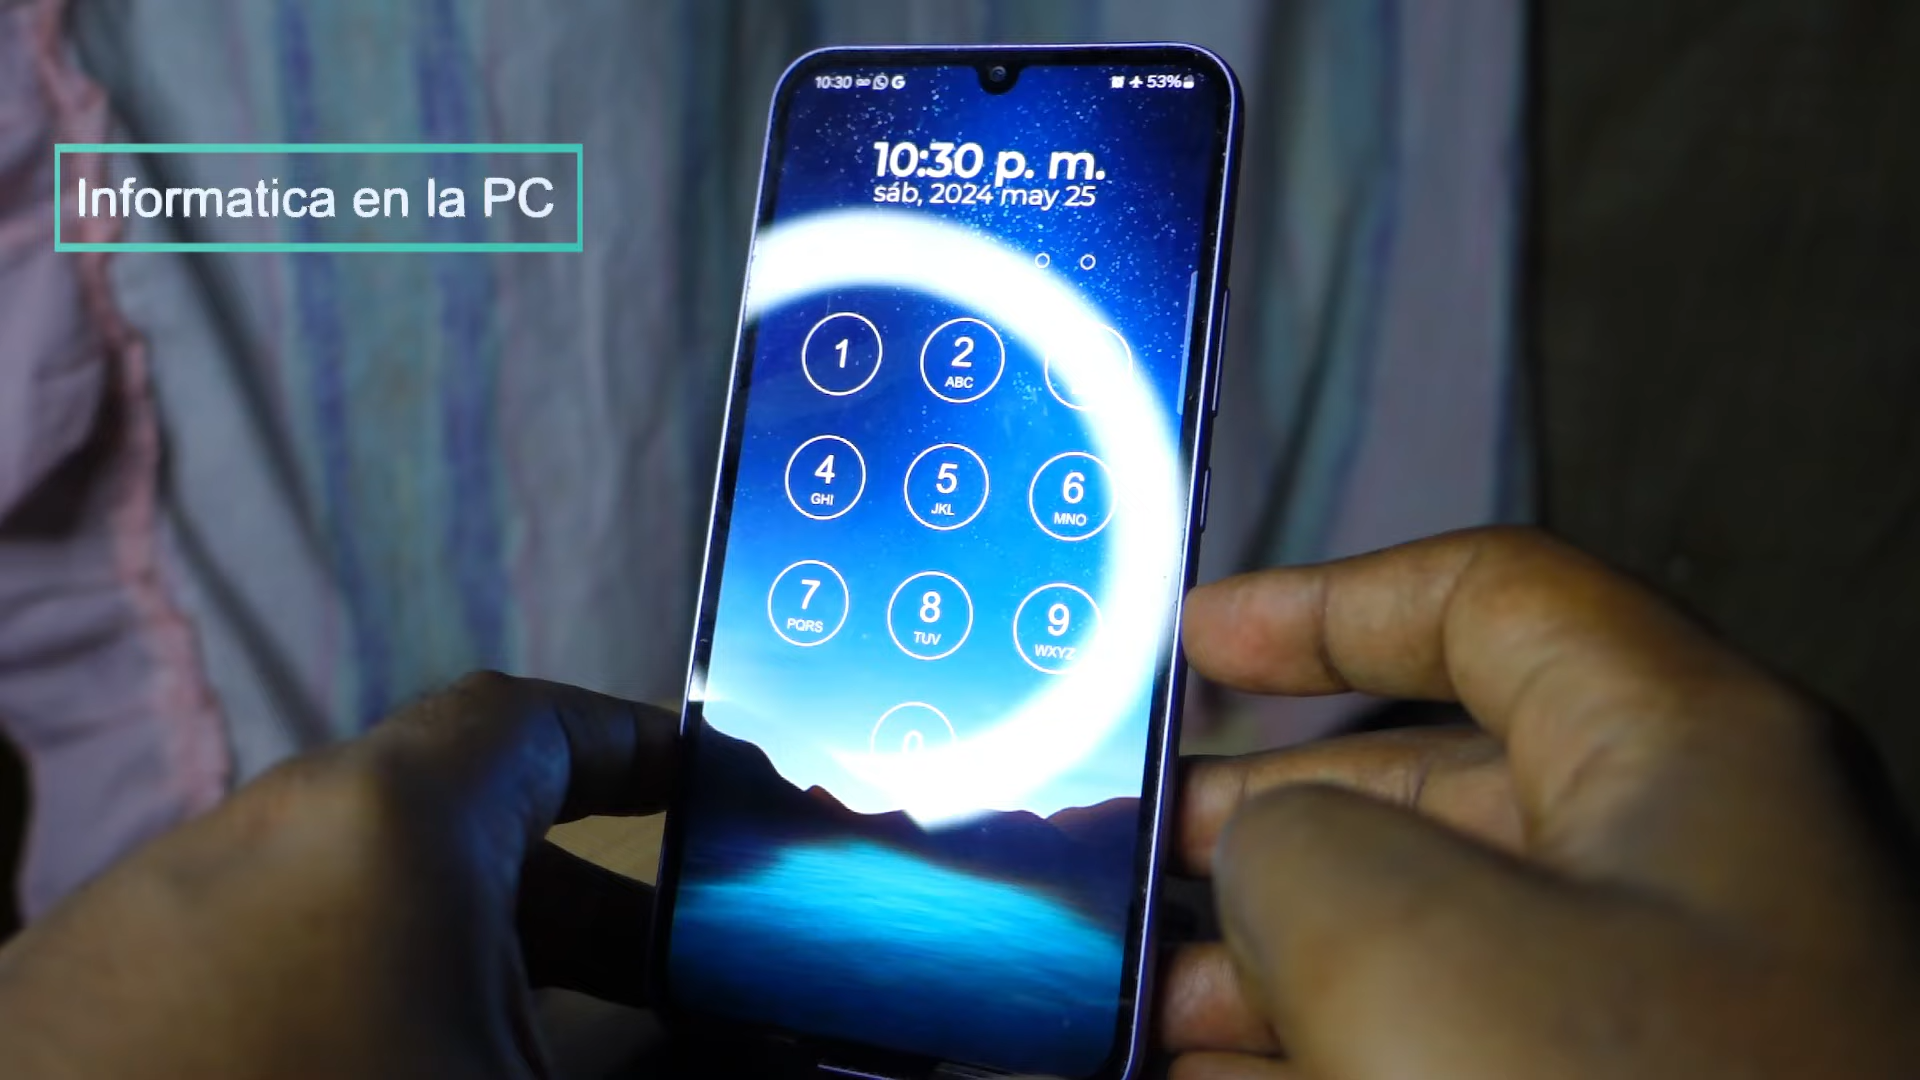 10:30 G 53%
10:30 p. m.
sáb, 2024 may 25
Informatica en la PC
1 2
ABC
4 5 6
GHI JKL MNO
7 8 9
PQRS TUV WXYZ
0